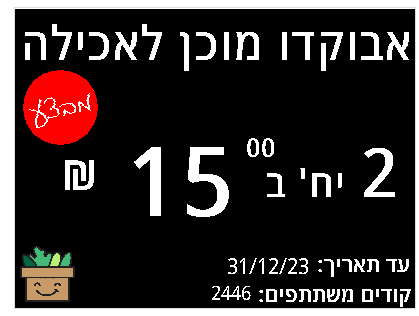 אבוקדו מוכן לאכילה
מבצע
2 יח' ב 15 00 ₪
עד תאריך: 31/12/23
קודים משתתפים: 2446